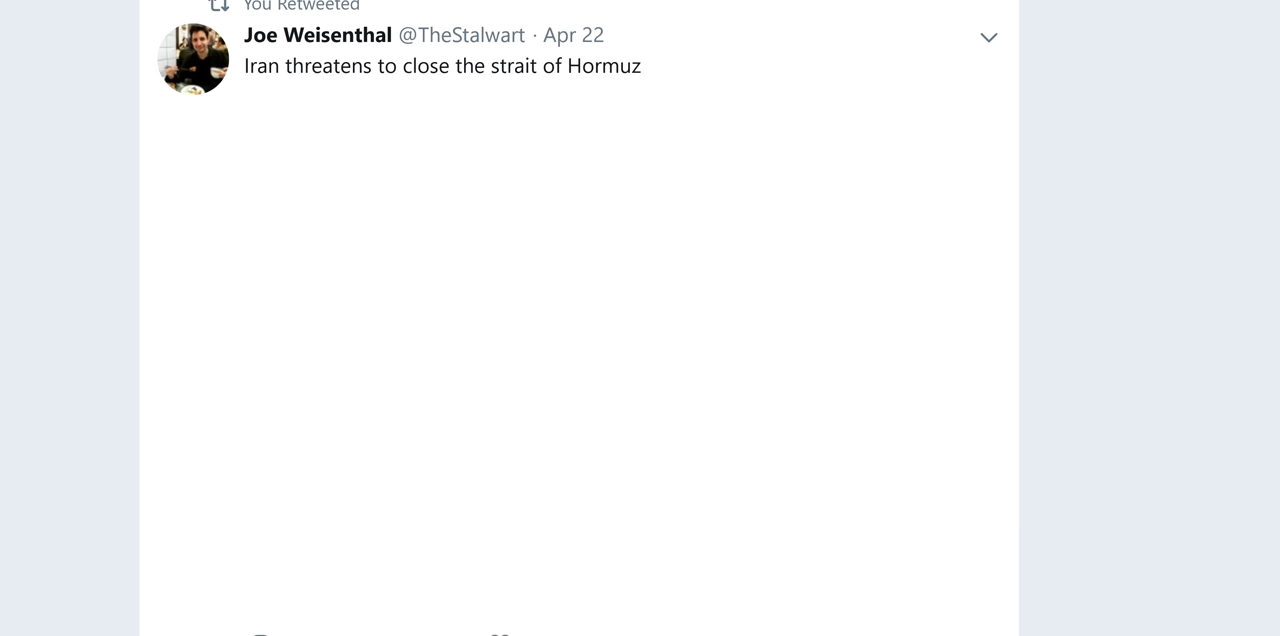 You Retweeted
Joe Weisenthal @TheStalwart · Apr 22
Iran threatens to close the strait of Hormuz